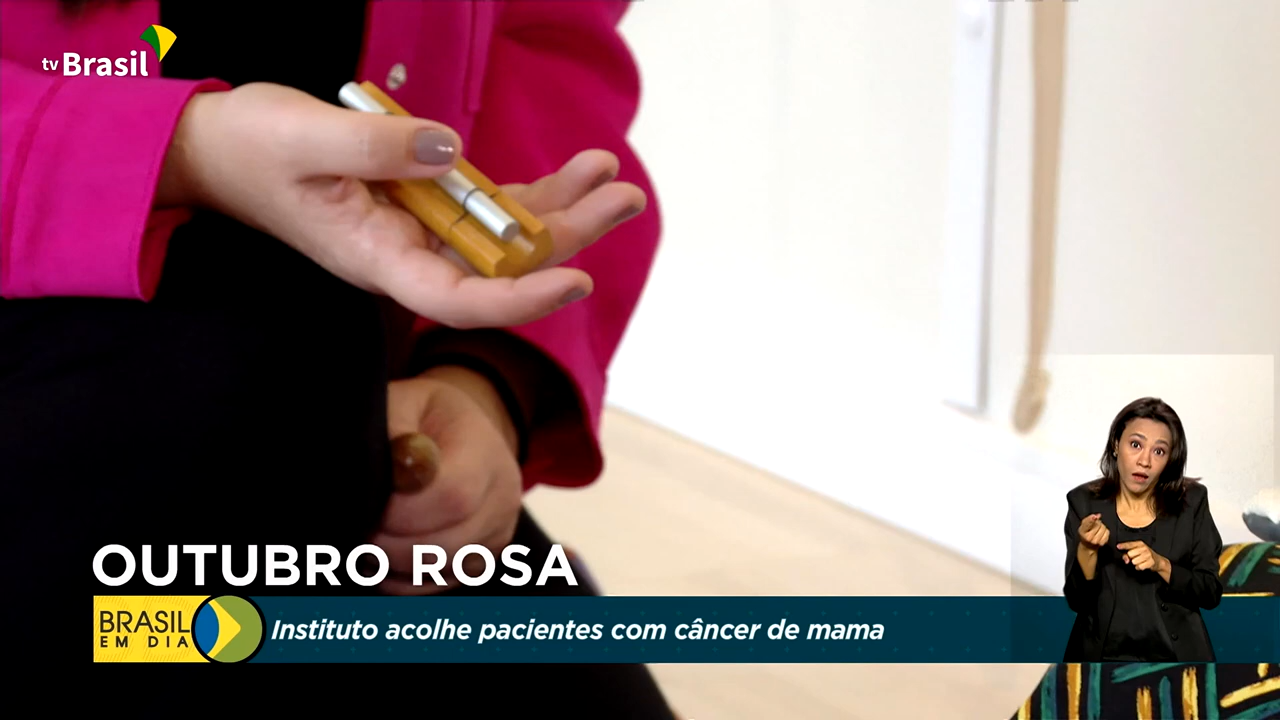 tv Brasil
OUTUBRO ROSA
BRASIL
EM DIA
Instituto acolhe pacientes com câncer de mama